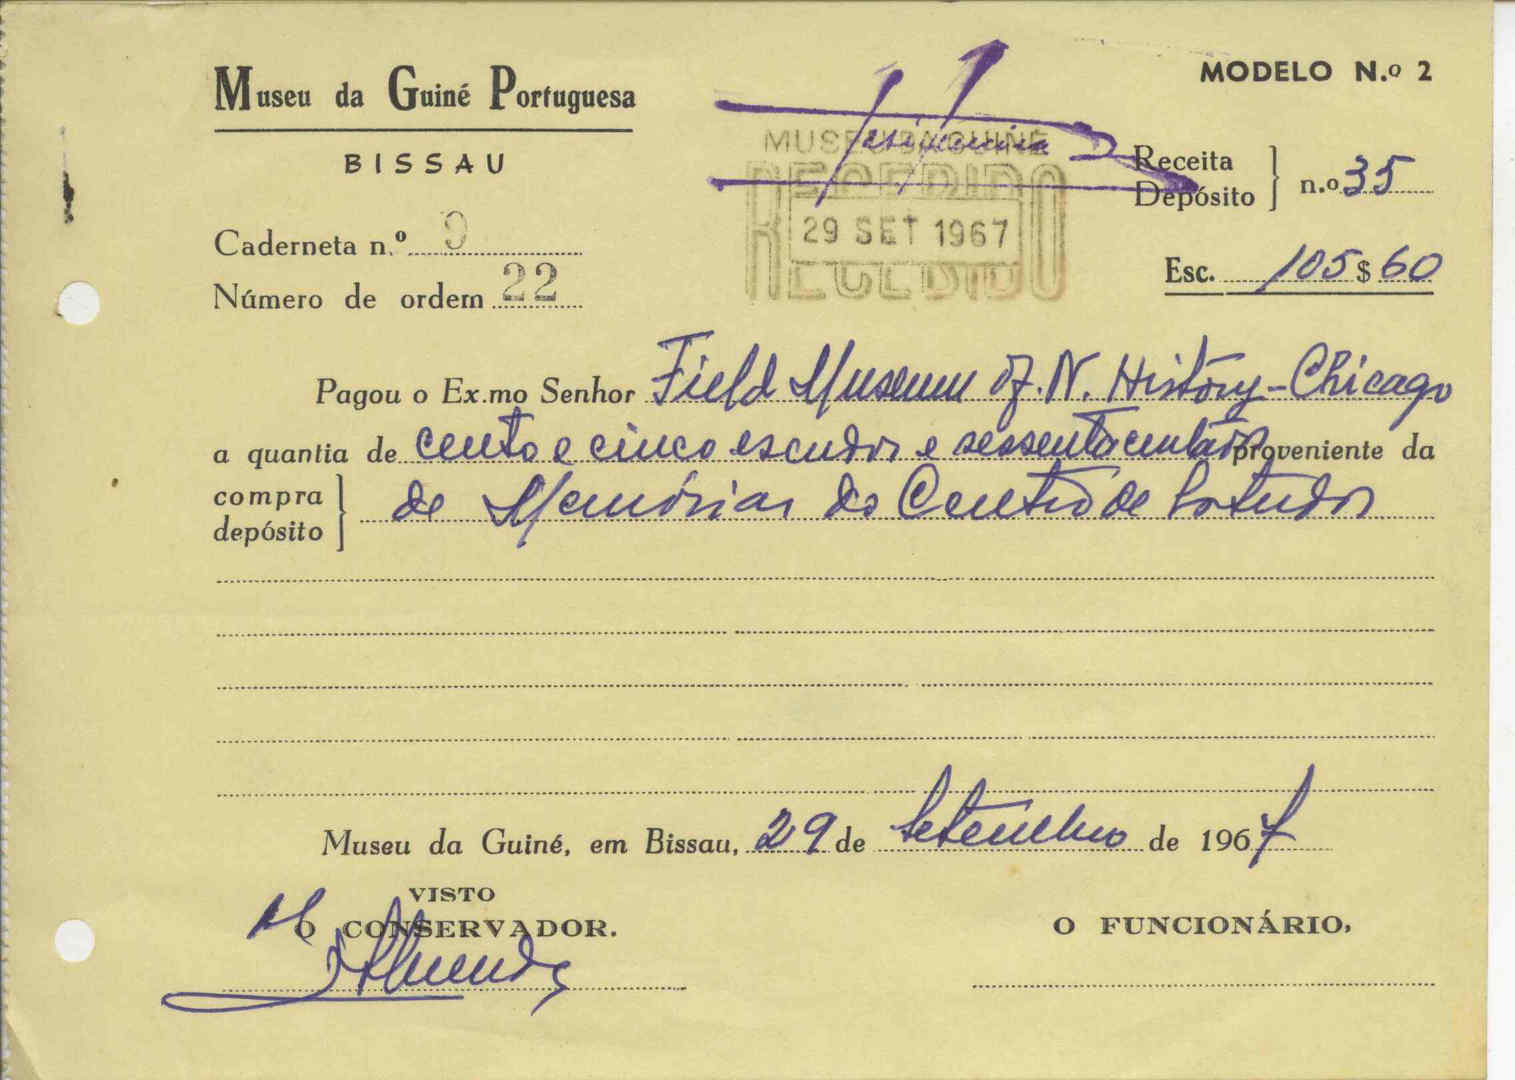 Museu da Guiné Portuguesa
BISSAU
MODELO N.º 2
MUSEU DA GUINÉ
RECEBIDO
29 SET 1967
RECEBIDO
Receita
Depósito } n.o 35
Caderneta n.º 9
Número de ordem 22
Esc. 105 $ 60
Pagou o Ex.mo Senhor Field Museum of. N. History - Chicago
a quantia de cento e cinco escudos e sessenta centavos proveniente da
compra
depósito } de Memórias do Centro de Estudos
Museu da Guiné, em Bissau, 29 de Setembro de 1967
VISTO
O CONSERVADOR.
O FUNCIONÁRIO,